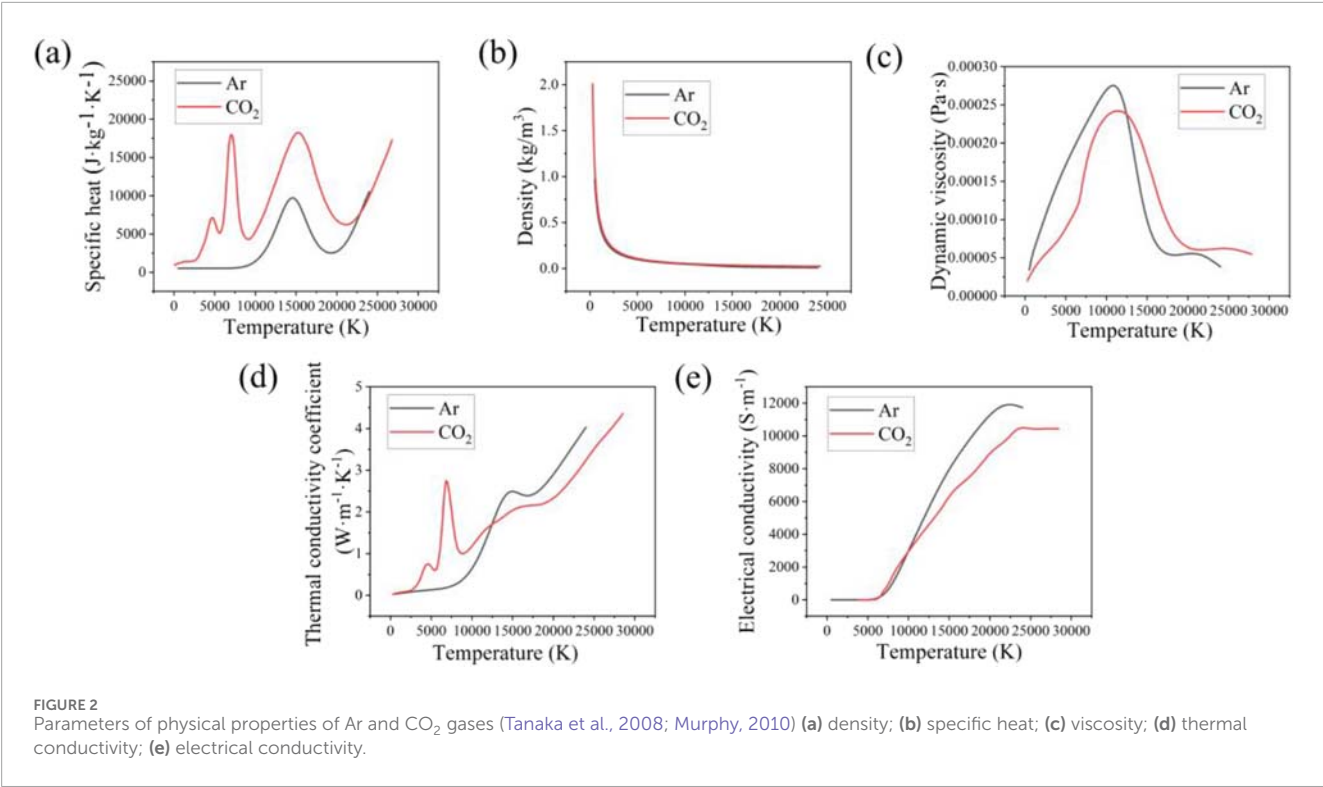 (a)
Specific heat (J·kg⁻¹·K⁻¹)
25000
20000
15000
10000
5000
0
Ar
CO₂
0 5000 10000 15000 20000 25000 30000
Temperature (K)
(b)
Density (kg/m³)
2.0
1.5
1.0
0.5
0.0
Ar
CO₂
0 5000 10000 15000 20000 25000
Temperature (K)
(c)
Dynamic viscosity (Pa·s)
0.00030
0.00025
0.00020
0.00015
0.00010
0.00005
0.00000
Ar
CO₂
0 5000 10000 15000 20000 25000 30000
Temperature (K)
(d)
Thermal conductivity coefficient
(W·m⁻¹·K⁻¹)
5
4
3
2
1
0
Ar
CO₂
0 5000 10000 15000 20000 25000 30000
Temperature (K)
(e)
Electrical conductivity (S·m⁻¹)
12000
10000
8000
6000
4000
2000
0
Ar
CO₂
0 5000 10000 15000 20000 25000 30000
Temperature (K)
FIGURE 2
Parameters of physical properties of Ar and CO₂ gases (Tanaka et al., 2008; Murphy, 2010) (a) density; (b) specific heat; (c) viscosity; (d) thermal
conductivity; (e) electrical conductivity.